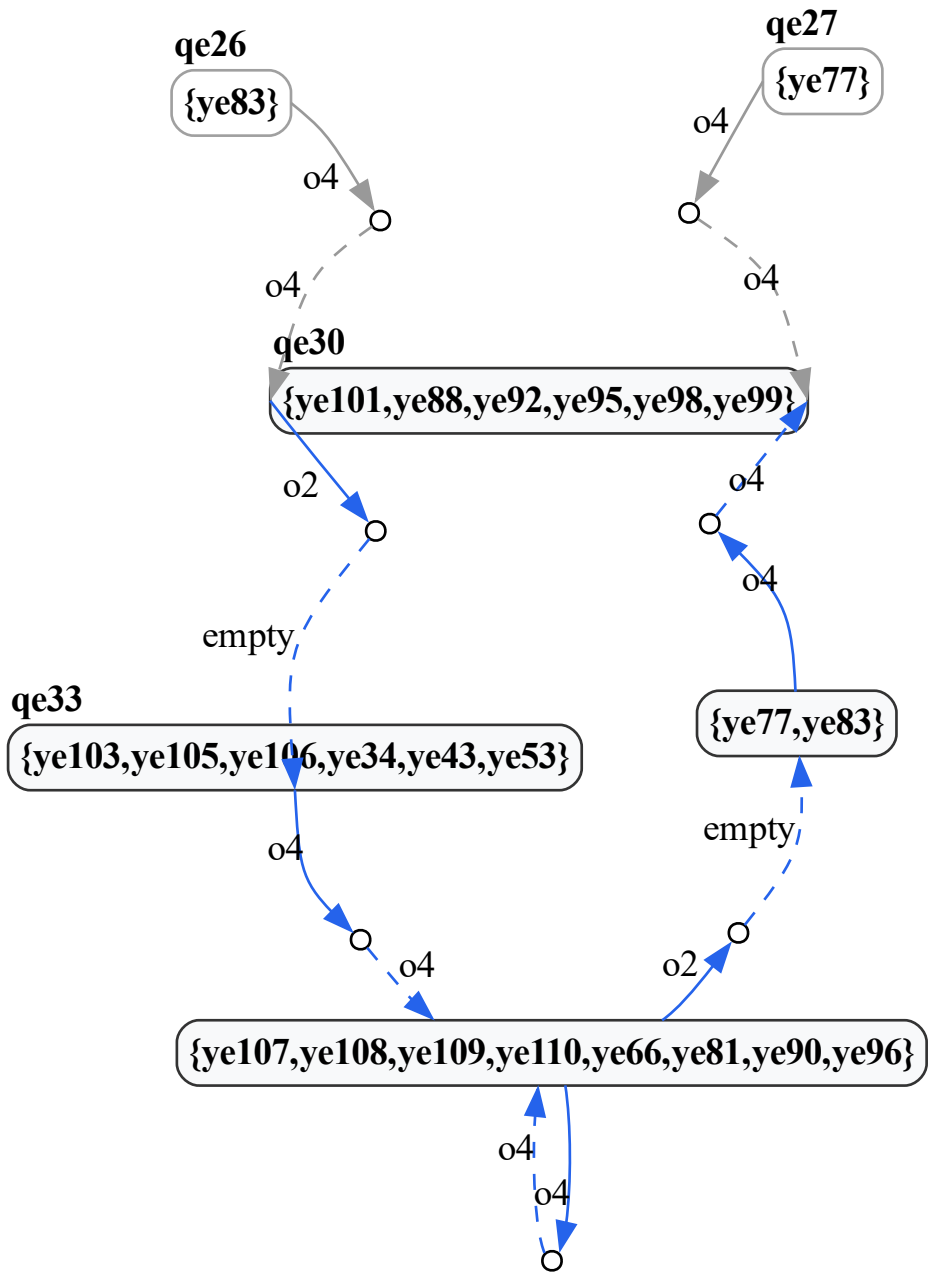 qe26
{ye83}
qe27
{ye77}
o4
o4
o4
o4
qe30
{ye101,ye88,ye92,ye95,ye98,ye99}
o2
o4
o4
empty
qe33
{ye103,ye105,ye106,ye34,ye43,ye53}
{ye77,ye83}
o4
empty
o4
o2
{ye107,ye108,ye109,ye110,ye66,ye81,ye90,ye96}
o4
o4